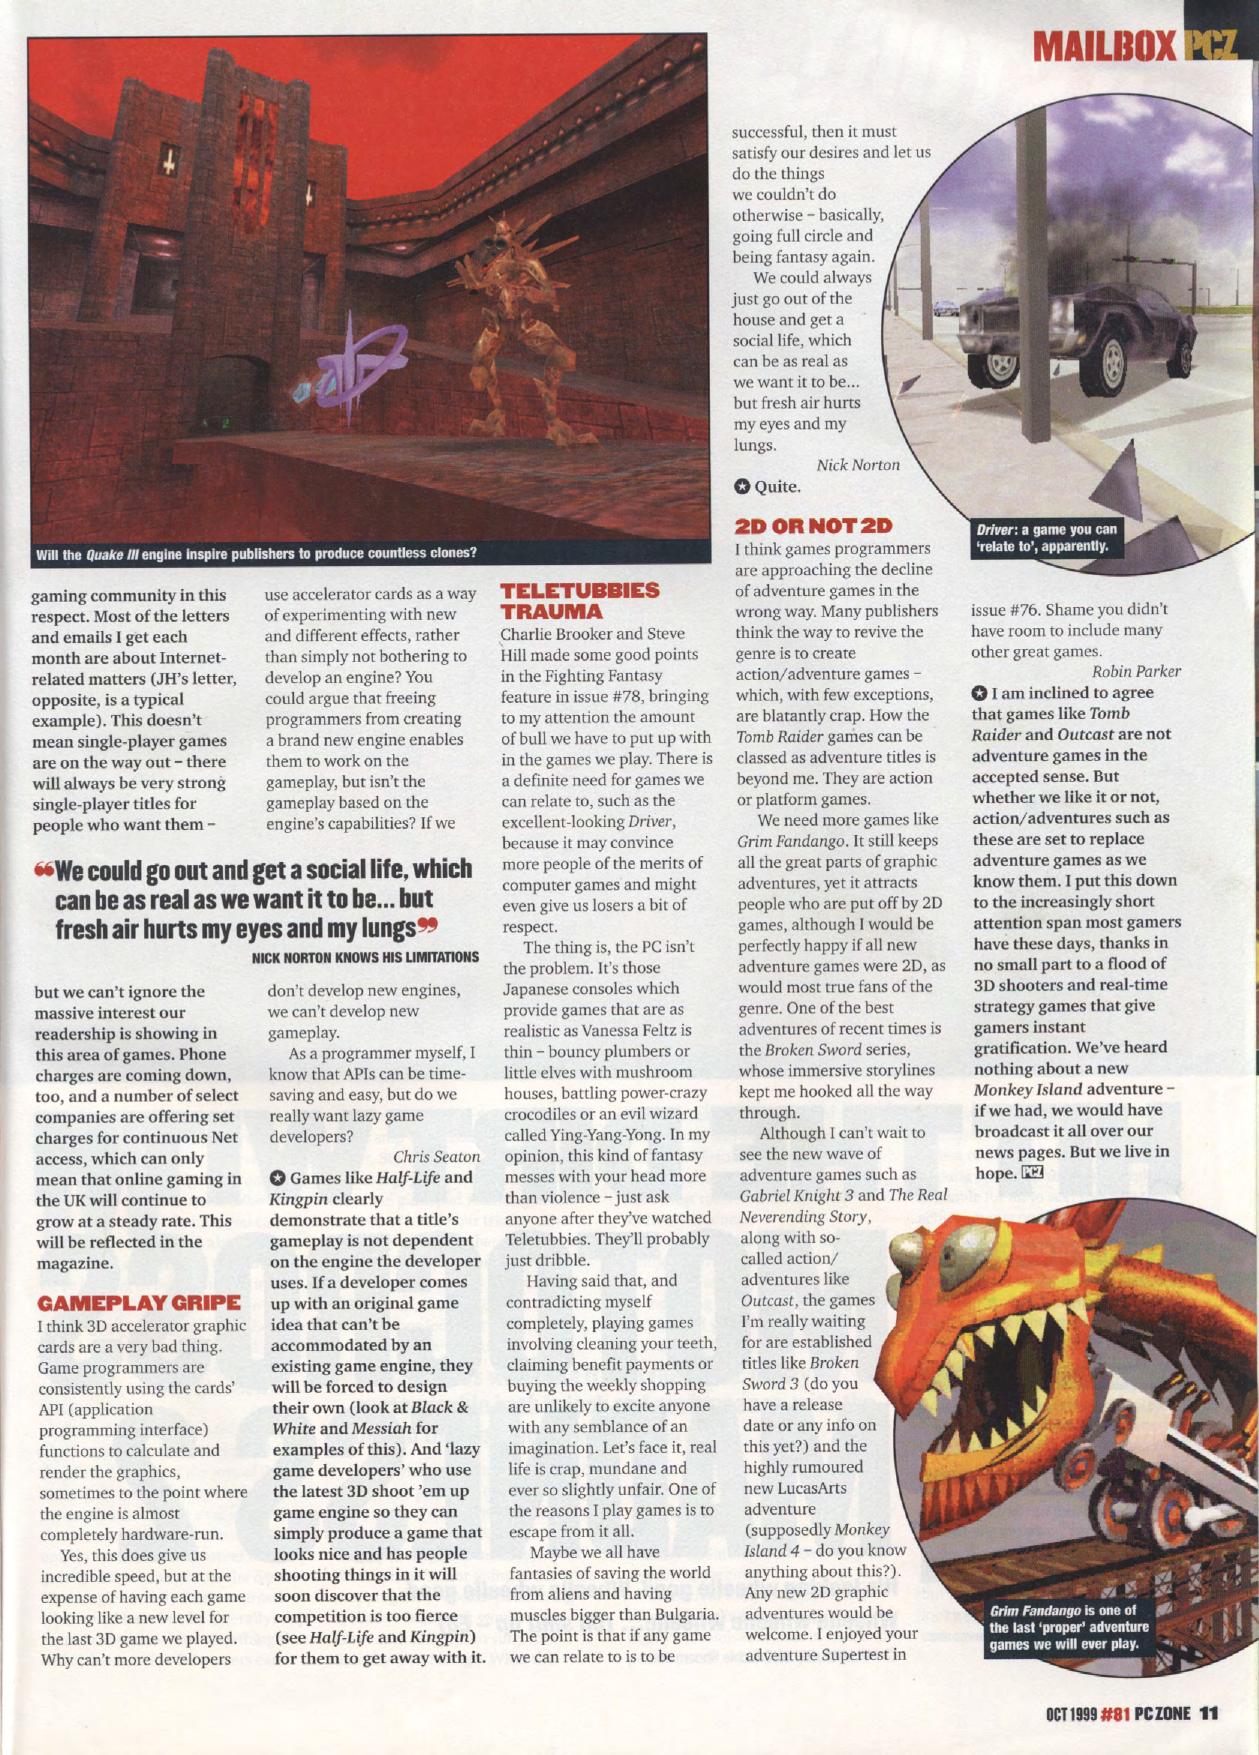 MAILBOX PCZ
Will the Quake III engine inspire publishers to produce countless clones?
gaming community in this
respect. Most of the letters
and emails I get each
month are about Internet-
related matters (JH's letter,
opposite, is a typical
example). This doesn't
mean single-player games
are on the way out – there
will always be very strong
single-player titles for
people who want them –
but we can't ignore the
massive interest our
readership is showing in
this area of games. Phone
charges are coming down,
too, and a number of select
companies are offering set
charges for continuous Net
access, which can only
mean that online gaming in
the UK will continue to
grow at a steady rate. This
will be reflected in the
magazine.
GAMEPLAY GRIPE
I think 3D accelerator graphic
cards are a very bad thing.
Game programmers are
consistently using the cards'
API (application
programming interface)
functions to calculate and
render the graphics,
sometimes to the point where
the engine is almost
completely hardware-run.
Yes, this does give us
incredible speed, but at the
expense of having each game
looking like a new level for
the last 3D game we played.
Why can't more developers
use accelerator cards as a way
of experimenting with new
and different effects, rather
than simply not bothering to
develop an engine? You
could argue that freeing
programmers from creating
a brand new engine enables
them to work on the
gameplay, but isn't the
gameplay based on the
engine's capabilities? If we
“We could go out and get a social life, which
can be as real as we want it to be... but
fresh air hurts my eyes and my lungs”
NICK NORTON KNOWS HIS LIMITATIONS
don't develop new engines,
we can't develop new
gameplay.
As a programmer myself, I
know that APIs can be time-
saving and easy, but do we
really want lazy game
developers?
Chris Seaton
Games like Half-Life and
Kingpin clearly
demonstrate that a title's
gameplay is not dependent
on the engine the developer
uses. If a developer comes
up with an original game
idea that can't be
accommodated by an
existing game engine, they
will be forced to design
their own (look at Black &
White and Messiah for
examples of this). And 'lazy
game developers' who use
the latest 3D shoot 'em up
game engine so they can
simply produce a game that
looks nice and has people
shooting things in it will
soon discover that the
competition is too fierce
(see Half-Life and Kingpin)
for them to get away with it.
TELETUBBIES
TRAUMA
Charlie Brooker and Steve
Hill made some good points
in the Fighting Fantasy
feature in issue #78, bringing
to my attention the amount
of bull we have to put up with
in the games we play. There is
a definite need for games we
can relate to, such as the
excellent-looking Driver,
because it may convince
more people of the merits of
computer games and might
even give us losers a bit of
respect.
The thing is, the PC isn't
the problem. It's those
Japanese consoles which
provide games that are as
realistic as Vanessa Feltz is
thin – bouncy plumbers or
little elves with mushroom
houses, battling power-crazy
crocodiles or an evil wizard
called Ying-Yang-Yong. In my
opinion, this kind of fantasy
messes with your head more
than violence – just ask
anyone after they've watched
Teletubbies. They'll probably
just dribble.
Having said that, and
contradicting myself
completely, playing games
involving cleaning your teeth,
claiming benefit payments or
buying the weekly shopping
are unlikely to excite anyone
with any semblance of an
imagination. Let's face it, real
life is crap, mundane and
ever so slightly unfair. One of
the reasons I play games is to
escape from it all.
Maybe we all have
fantasies of saving the world
from aliens and having
muscles bigger than Bulgaria.
The point is that if any game
we can relate to is to be
successful, then it must
satisfy our desires and let us
do the things
we couldn't do
otherwise – basically,
going full circle and
being fantasy again.
We could always
just go out of the
house and get a
social life, which
can be as real as
we want it to be...
but fresh air hurts
my eyes and my
lungs.
Nick Norton
Quite.
2D OR NOT 2D
I think games programmers
are approaching the decline
of adventure games in the
wrong way. Many publishers
think the way to revive the
genre is to create
action/adventure games –
which, with few exceptions,
are blatantly crap. How the
Tomb Raider games can be
classed as adventure titles is
beyond me. They are action
or platform games.
We need more games like
Grim Fandango. It still keeps
all the great parts of graphic
adventures, yet it attracts
people who are put off by 2D
games, although I would be
perfectly happy if all new
adventure games were 2D, as
would most true fans of the
genre. One of the best
adventures of recent times is
the Broken Sword series,
whose immersive storylines
kept me hooked all the way
through.
Although I can't wait to
see the new wave of
adventure games such as
Gabriel Knight 3 and The Real
Neverending Story,
along with so-
called action/
adventures like
Outcast, the games
I'm really waiting
for are established
titles like Broken
Sword 3 (do you
have a release
date or any info on
this yet?) and the
highly rumoured
new LucasArts
adventure
(supposedly Monkey
Island 4 – do you know
anything about this?).
Any new 2D graphic
adventures would be
welcome. I enjoyed your
adventure Supertest in
Driver: a game you can
'relate to', apparently.
issue #76. Shame you didn't
have room to include many
other great games.
Robin Parker
I am inclined to agree
that games like Tomb
Raider and Outcast are not
adventure games in the
accepted sense. But
whether we like it or not,
action/adventures such as
these are set to replace
adventure games as we
know them. I put this down
to the increasingly short
attention span most gamers
have these days, thanks in
no small part to a flood of
3D shooters and real-time
strategy games that give
gamers instant
gratification. We've heard
nothing about a new
Monkey Island adventure –
if we had, we would have
broadcast it all over our
news pages. But we live in
hope. PCZ
Grim Fandango is one of
the last 'proper' adventure
games we will ever play.
OCT 1999 #81 PC ZONE 11